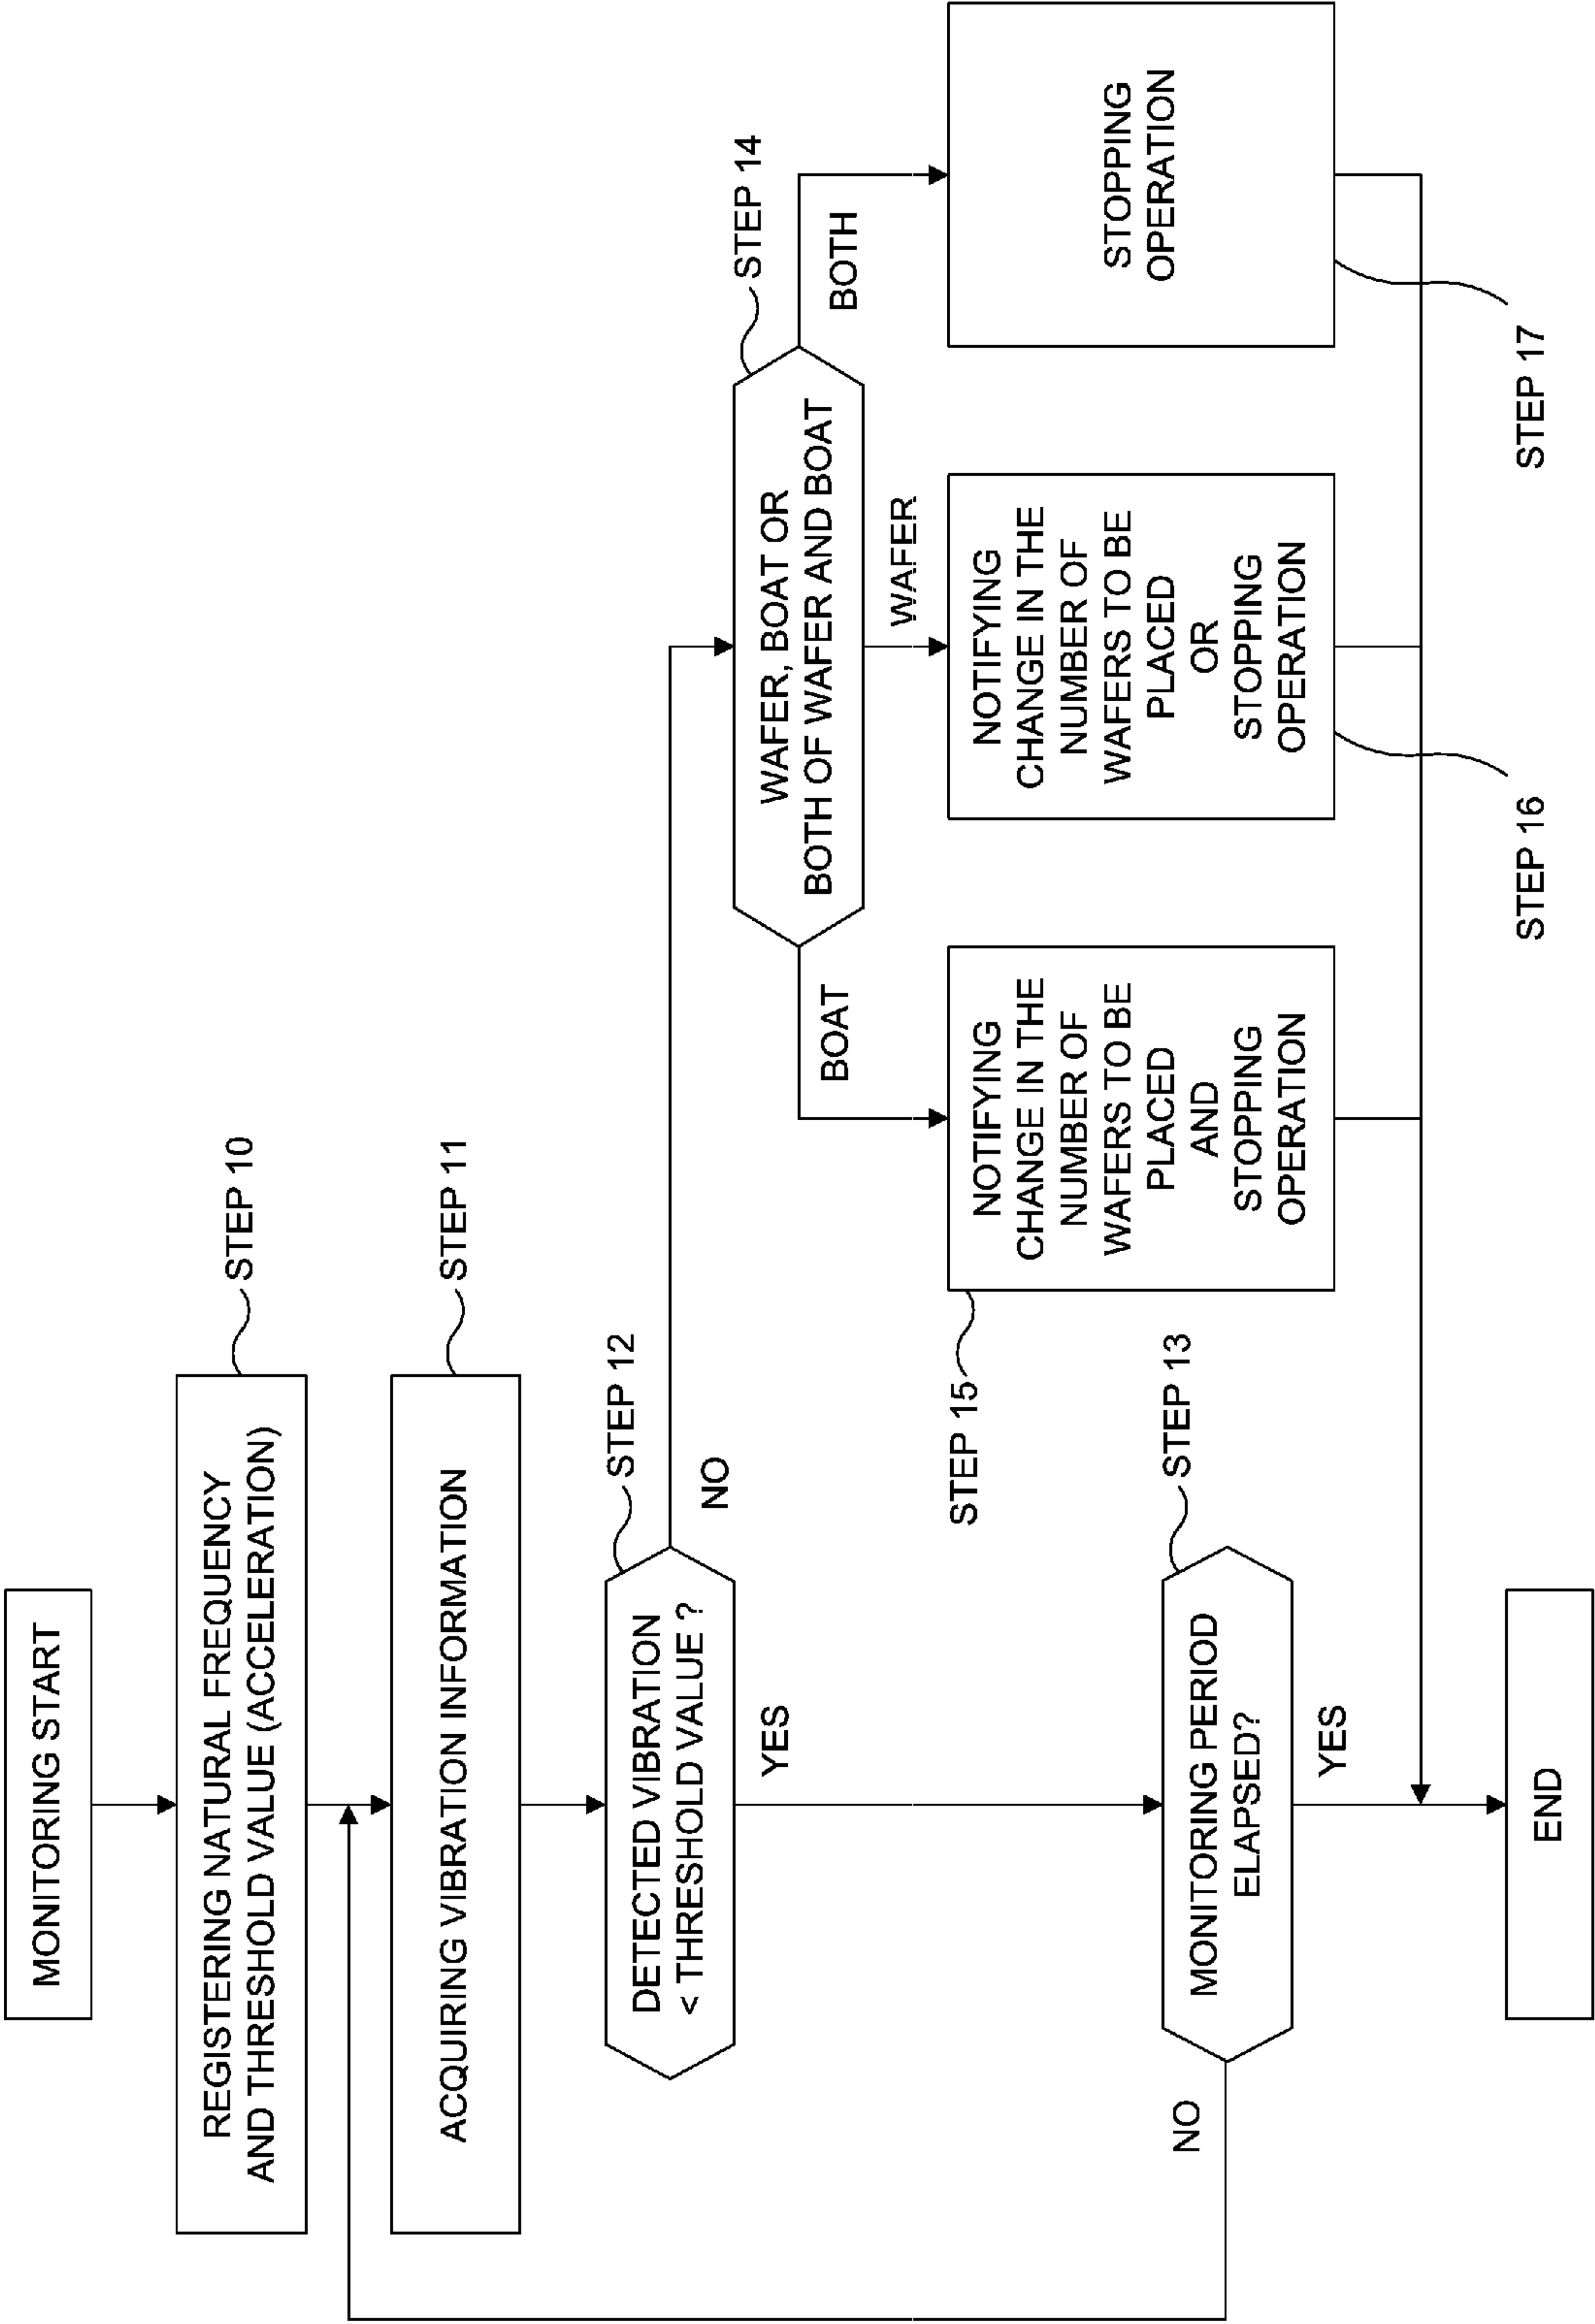 MONITORING START
REGISTERING NATURAL FREQUENCY
AND THRESHOLD VALUE (ACCELERATION)
STEP 10
ACQUIRING VIBRATION INFORMATION
STEP 11
DETECTED VIBRATION
< THRESHOLD VALUE ?
STEP 12
NO
YES
WAFER, BOAT OR
BOTH OF WAFER AND BOAT
STEP 14
BOAT
WAFER
BOTH
NOTIFYING
CHANGE IN THE
NUMBER OF
WAFERS TO BE
PLACED
AND
STOPPING
OPERATION
STEP 15
NOTIFYING
CHANGE IN THE
NUMBER OF
WAFERS TO BE
PLACED
OR
STOPPING
OPERATION
STEP 16
STOPPING
OPERATION
STEP 17
MONITORING PERIOD
ELAPSED?
STEP 13
NO
YES
END